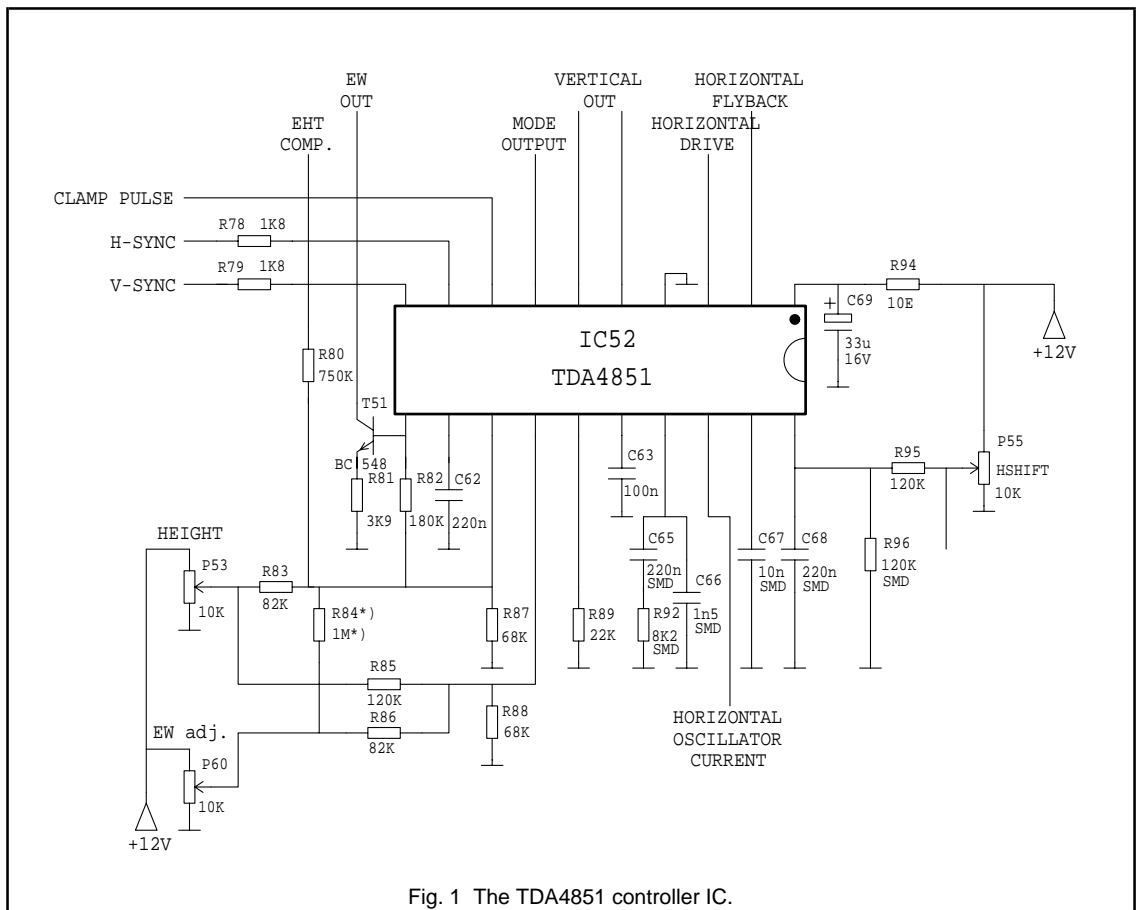 EW
OUT
VERTICAL
OUT
HORIZONTAL
FLYBACK
EHT
COMP.
MODE
OUTPUT
HORIZONTAL
DRIVE
CLAMP PULSE
R78 1K8
H-SYNC
R79 1K8
V-SYNC
R94
10E
+
C69
33u
16V
+12V
IC52
TDA4851
R80
750K
T51
BC548
R81
3K9
R82
180K
C62
220n
C63
100n
R95
120K
P55
HSHIFT
10K
HEIGHT
P53
10K
R83
82K
C65
220n
SMD
C66
1n5
SMD
C67
10n
SMD
C68
220n
SMD
R96
120K
SMD
R84*)
1M*)
R87
68K
R89
22K
R92
8K2
SMD
R85
120K
R86
82K
R88
68K
EW adj.
P60
10K
+12V
HORIZONTAL
OSCILLATOR
CURRENT
Fig. 1 The TDA4851 controller IC.